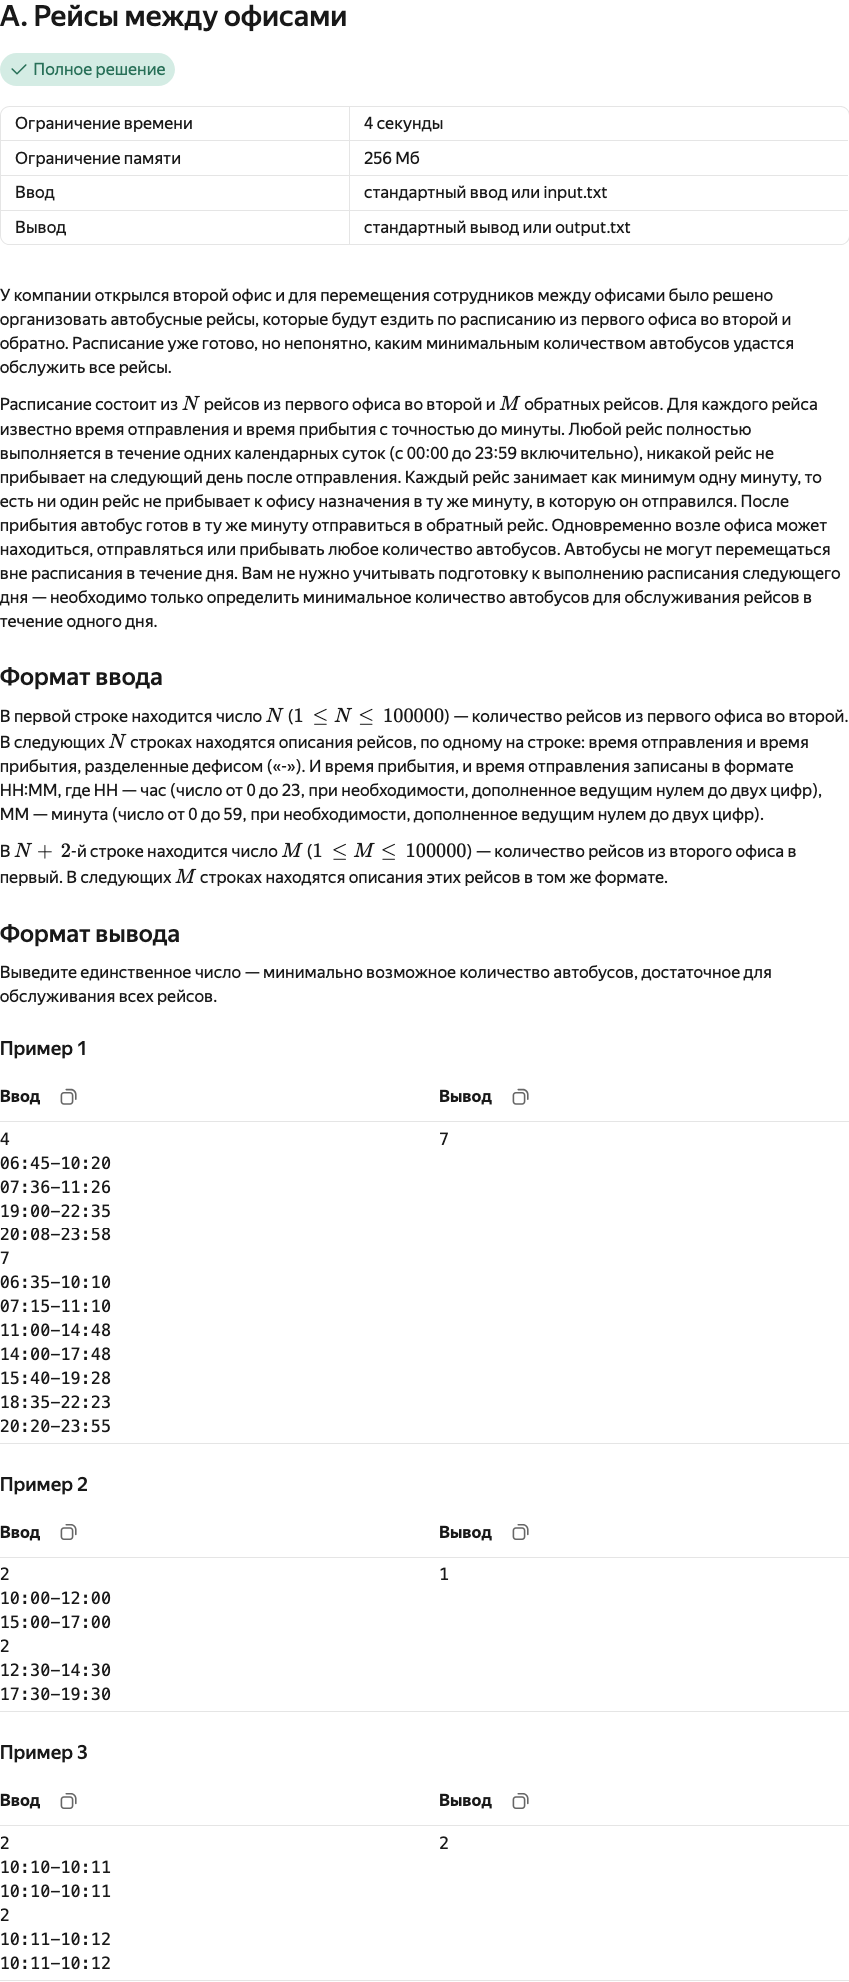 А. Рейсы между офисами
Полное решение
Ограничение времени 4 секунды
Ограничение памяти 256 Мб
Ввод стандартный ввод или input.txt
Вывод стандартный вывод или output.txt
У компании открылся второй офис и для перемещения сотрудников между офисами было решено
организовать автобусные рейсы, которые будут ездить по расписанию из первого офиса во второй и
обратно. Расписание уже готово, но непонятно, каким минимальным количеством автобусов удастся
обслужить все рейсы.
Расписание состоит из N рейсов из первого офиса во второй и M обратных рейсов. Для каждого рейса
известно время отправления и время прибытия с точностью до минуты. Любой рейс полностью
выполняется в течение одних календарных суток (с 00:00 до 23:59 включительно), никакой рейс не
прибывает на следующий день после отправления. Каждый рейс занимает как минимум одну минуту, то
есть ни один рейс не прибывает к офису назначения в ту же минуту, в которую он отправился. После
прибытия автобус готов в ту же минуту отправиться в обратный рейс. Одновременно возле офиса может
находиться, отправляться или прибывать любое количество автобусов. Автобусы не могут перемещаться
вне расписания в течение дня. Вам не нужно учитывать подготовку к выполнению расписания следующего
дня — необходимо только определить минимальное количество автобусов для обслуживания рейсов в
течение одного дня.
Формат ввода
В первой строке находится число N (1 ≤ N ≤ 100000) — количество рейсов из первого офиса во второй.
В следующих N строках находятся описания рейсов, по одному на строке: время отправления и время
прибытия, разделенные дефисом («-»). И время прибытия, и время отправления записаны в формате
HH:MM, где HH — час (число от 0 до 23, при необходимости, дополненное ведущим нулем до двух цифр),
MM — минута (число от 0 до 59, при необходимости, дополненное ведущим нулем до двух цифр).
В N + 2-й строке находится число M (1 ≤ M ≤ 100000) — количество рейсов из второго офиса в
первый. В следующих M строках находятся описания этих рейсов в том же формате.
Формат вывода
Выведите единственное число — минимально возможное количество автобусов, достаточное для
обслуживания всех рейсов.
Пример 1
Ввод Вывод
4 7
06:45-10:20
07:36-11:26
19:00-22:35
20:08-23:58
7
06:35-10:10
07:15-11:10
11:00-14:48
14:00-17:48
15:40-19:28
18:35-22:23
20:20-23:55
Пример 2
Ввод Вывод
2 1
10:00-12:00
15:00-17:00
2
12:30-14:30
17:30-19:30
Пример 3
Ввод Вывод
2 2
10:10-10:11
10:10-10:11
2
10:11-10:12
10:11-10:12